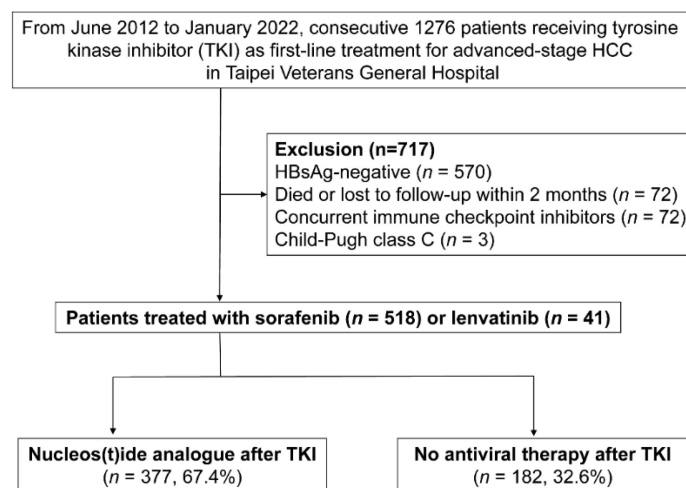 From June 2012 to January 2022, consecutive 1276 patients receiving tyrosine
kinase inhibitor (TKI) as first-line treatment for advanced-stage HCC
in Taipei Veterans General Hospital
Exclusion (n=717)
HBsAg-negative (n = 570)
Died or lost to follow-up within 2 months (n = 72)
Concurrent immune checkpoint inhibitors (n = 72)
Child-Pugh class C (n = 3)
Patients treated with sorafenib (n = 518) or lenvatinib (n = 41)
Nucleos(t)ide analogue after TKI
(n = 377, 67.4%)
No antiviral therapy after TKI
(n = 182, 32.6%)